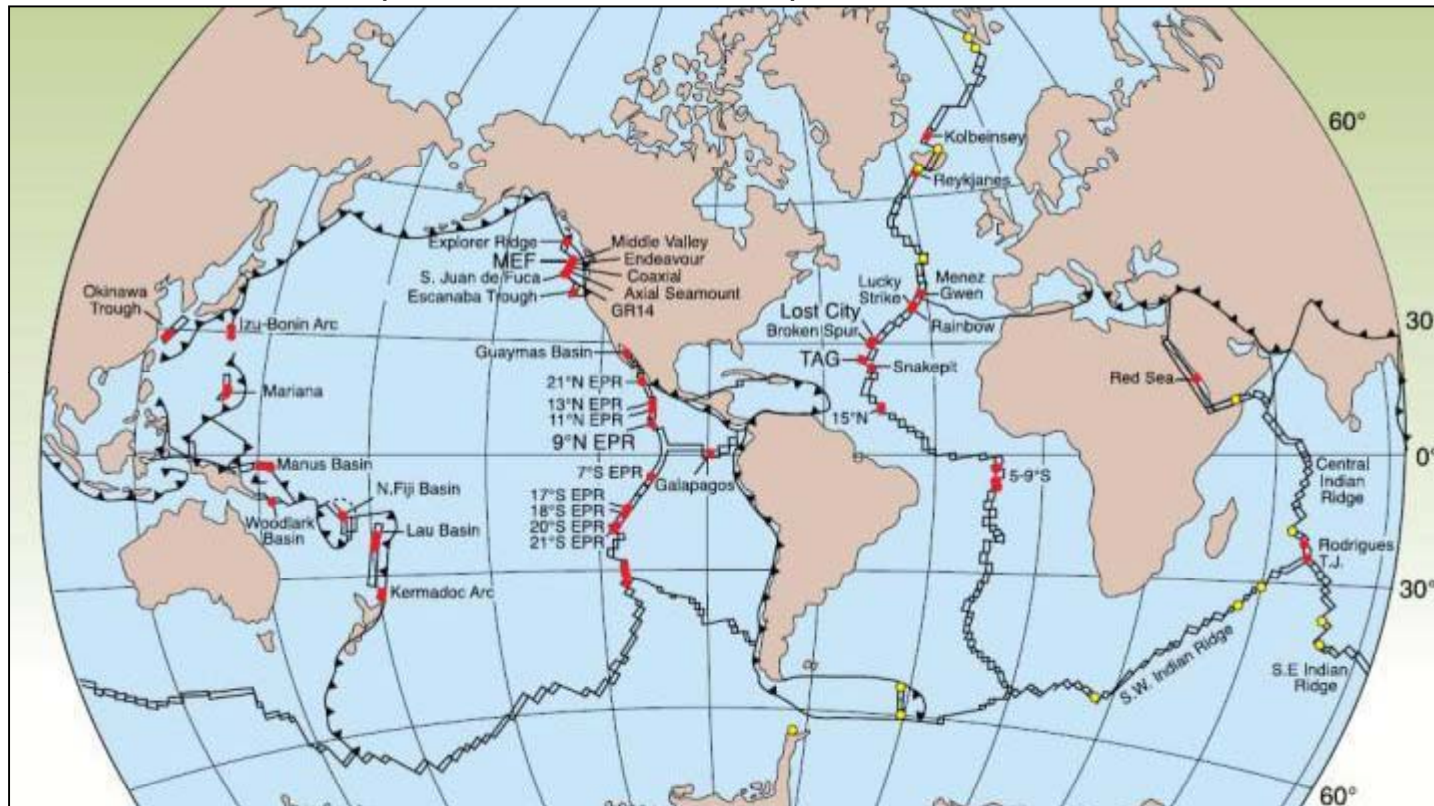 60°
Kolbeinsey
Reykjanes
Explorer Ridge
MEF
S. Juan de Fuca
Escanaba Trough
Middle Valley
Endeavour
Coaxial
Axial Seamount
GR14
Okinawa
Trough
Izu-Bonin Arc
Mariana
Lucky
Strike
Menez
Gwen
Lost City
Broken Spur
Rainbow
TAG
Snakepit
15°N
Red Sea
30
Guaymas Basin
21°N EPR
13°N EPR
11°N EPR
9°N EPR
7°S EPR
Galapagos
17°S EPR
18°S EPR
20°S EPR
21°S EPR
Manus Basin
N.Fiji Basin
Woodlark
Basin
Lau Basin
Kermadoc Arc
5-9°S
0°
Central
Indian
Ridge
Rodrigues
T.J.
30°
S.W. Indian Ridge
S.E Indian
Ridge
60°